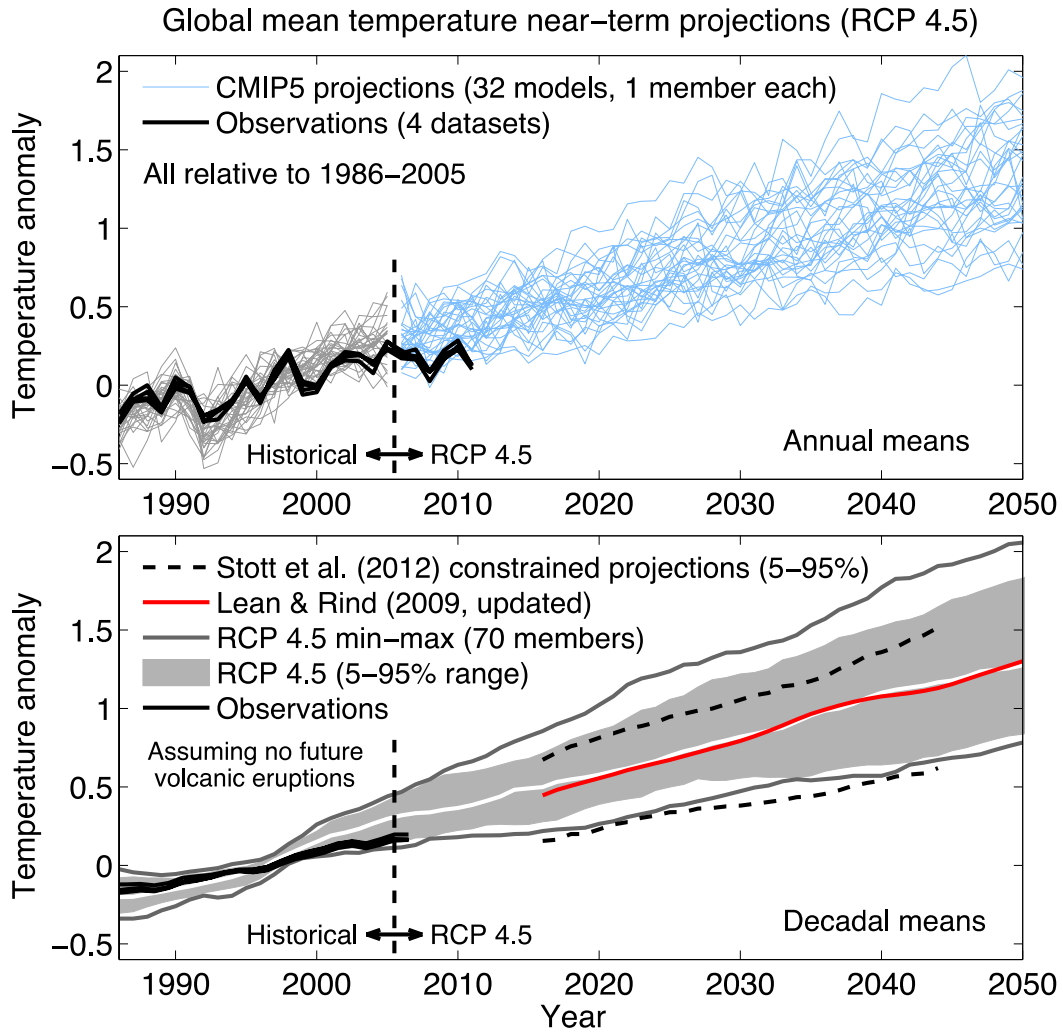 Global mean temperature near−term projections (RCP 4.5)
2
1.5
1
0.5
0
−0.5
Temperature anomaly
CMIP5 projections (32 models, 1 member each)
Observations (4 datasets)
All relative to 1986−2005
Historical
RCP 4.5
Annual means
1990 2000 2010 2020 2030 2040 2050
2
1.5
1
0.5
0
−0.5
Temperature anomaly
Stott et al. (2012) constrained projections (5−95%)
Lean & Rind (2009, updated)
RCP 4.5 min−max (70 members)
RCP 4.5 (5−95% range)
Observations
Assuming no future
volcanic eruptions
Historical
RCP 4.5
Decadal means
1990 2000 2010 2020 2030 2040 2050
Year